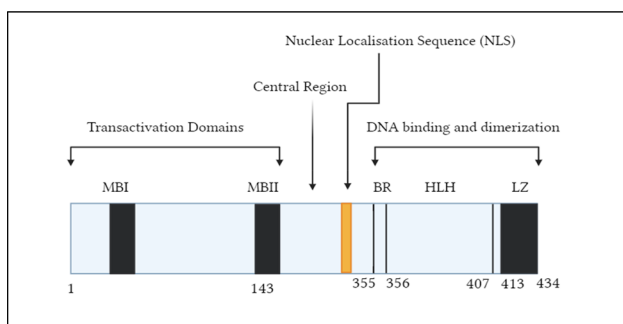 Nuclear Localisation Sequence (NLS)
Central Region
Transactivation Domains
DNA binding and dimerization
MBI
MBII
BR
HLH
LZ
1
143
355
356
407
413
434